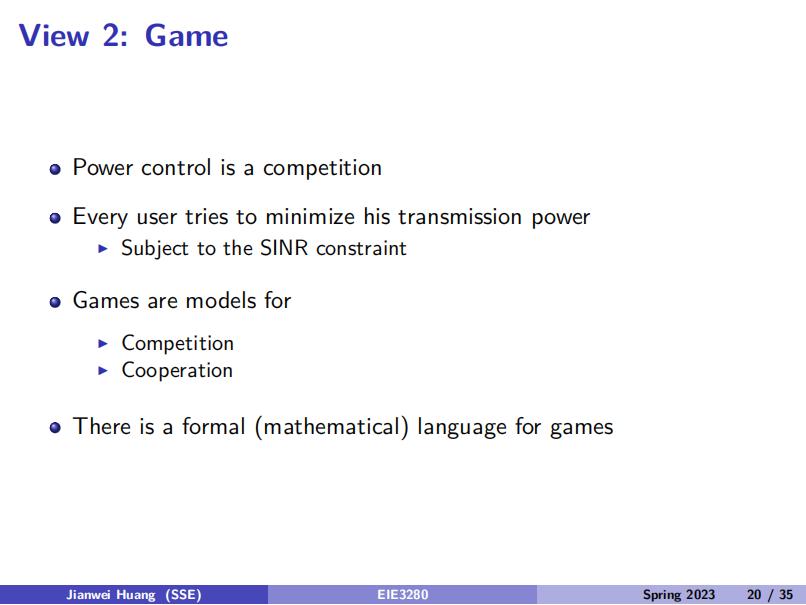 View 2: Game
Power control is a competition
Every user tries to minimize his transmission power
Subject to the SINR constraint
Games are models for
Competition
Cooperation
There is a formal (mathematical) language for games
Jianwei Huang (SSE) EIE3280 Spring 2023 20 / 35